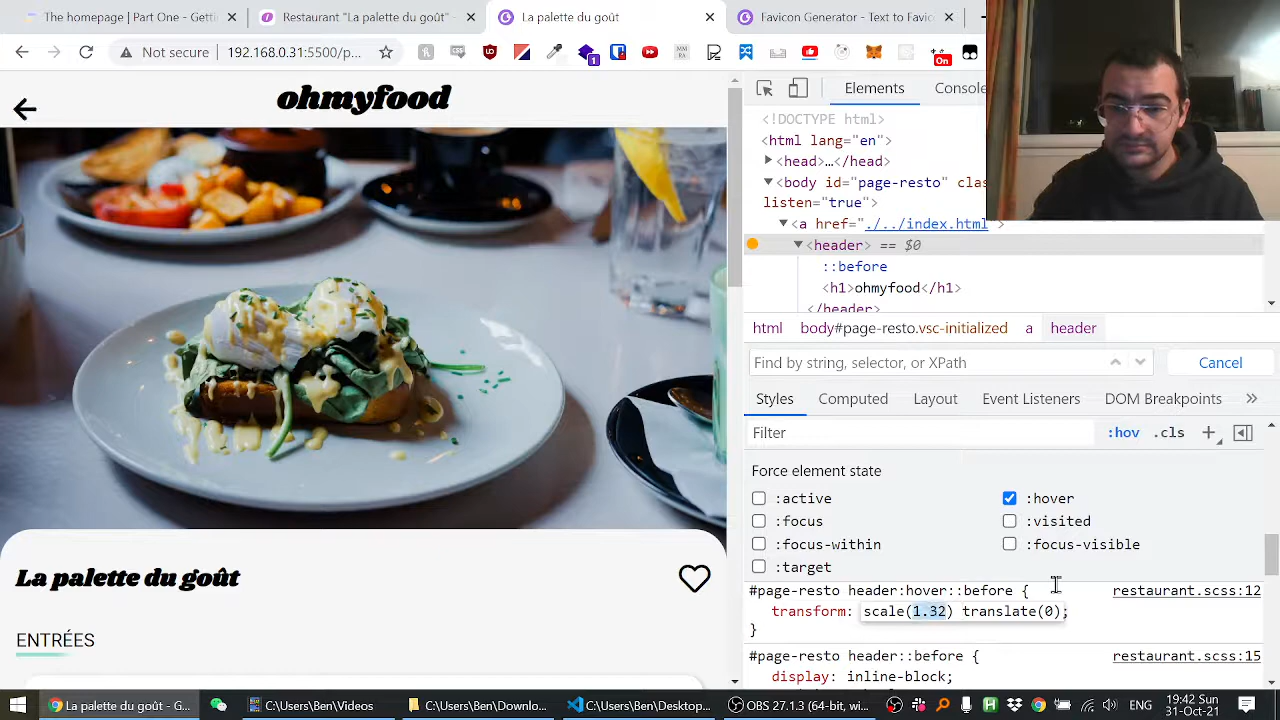 The homepage | Part One - Getti
Restaurant "La palette du goût"
La palette du goût
Favicon Generator - Text to Favic
Not secure
192.168.0.31:5500/p...
1
On
ohmyfood
La palette du goût
ENTRÉES
Elements
Console
<!DOCTYPE html>
<html lang="en">
<head>…</head>
<body id="page-resto" clas
listen="true">
<a href="./../index.html" >
<header> == $0
::before
<h1>ohmyfood</h1>
</header>
html
body#page-resto.vsc-initialized
a
header
Find by string, selector, or XPath
Cancel
Styles
Computed
Layout
Event Listeners
DOM Breakpoints
Filter
:hov
.cls
Force element state
:active
:hover
:focus
:visited
:focus-within
:focus-visible
:target
#page-resto header:hover::before {
restaurant.scss:12
transform: scale(1.32) translate(0);
}
#page-resto header::before {
restaurant.scss:15
display: inline-block;
La palette du goût - G...
C:\Users\Ben\Videos
C:\Users\Ben\Downlo...
C:\Users\Ben\Desktop...
OBS 27.1.3 (64-bit, wi...
ENG
19:42 Sun
31-Oct-21